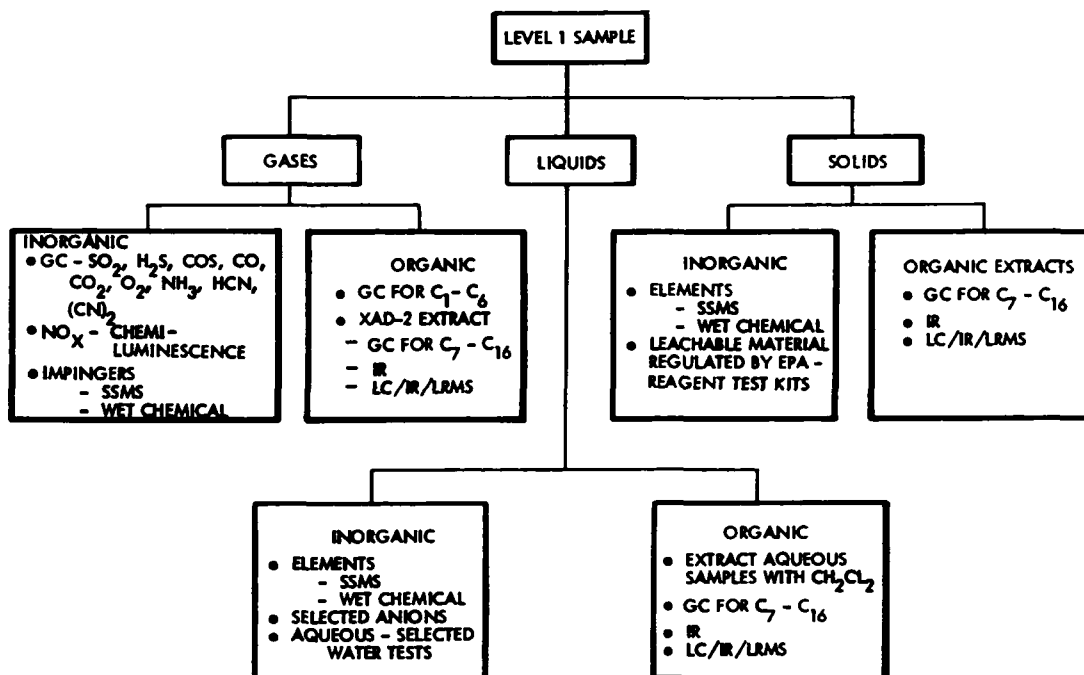 LEVEL 1 SAMPLE
GASES
LIQUIDS
SOLIDS
INORGANIC
● GC - SO₂, H₂S, COS, CO,
CO₂, O₂, NH₃, HCN,
(CN)₂
● NOₓ - CHEMI-
LUMINESCENCE
● IMPINGERS
- SSMS
- WET CHEMICAL
ORGANIC
● GC FOR C₁ - C₆
● XAD-2 EXTRACT
- GC FOR C₇ - C₁₆
- IR
- LC/IR/LRMS
INORGANIC
● ELEMENTS
- SSMS
- WET CHEMICAL
● LEACHABLE MATERIAL
REGULATED BY EPA -
REAGENT TEST KITS
ORGANIC EXTRACTS
● GC FOR C₇ - C₁₆
● IR
● LC/IR/LRMS
INORGANIC
● ELEMENTS
- SSMS
- WET CHEMICAL
● SELECTED ANIONS
● AQUEOUS - SELECTED
WATER TESTS
ORGANIC
● EXTRACT AQUEOUS
SAMPLES WITH CH₂CL₂
● GC FOR C₇ - C₁₆
● IR
● LC/IR/LRMS